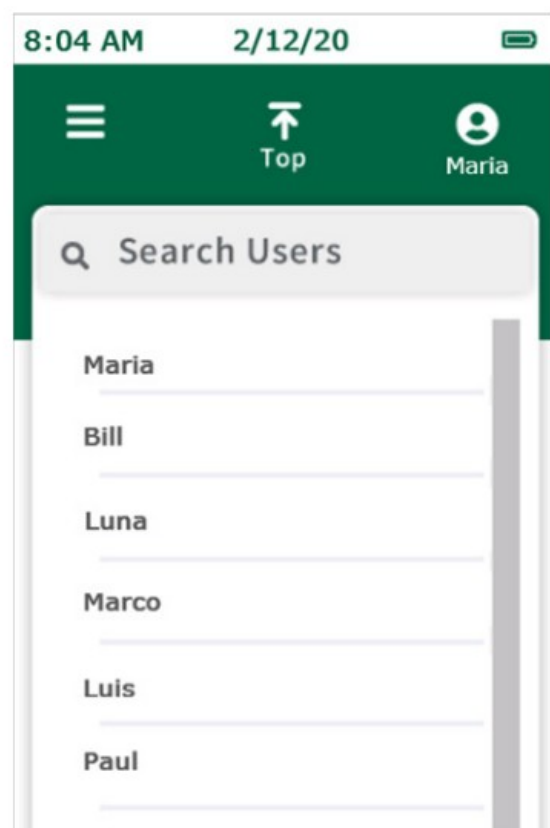 8:04 AM 2/12/20
Top
Maria
Search Users
Maria
Bill
Luna
Marco
Luis
Paul